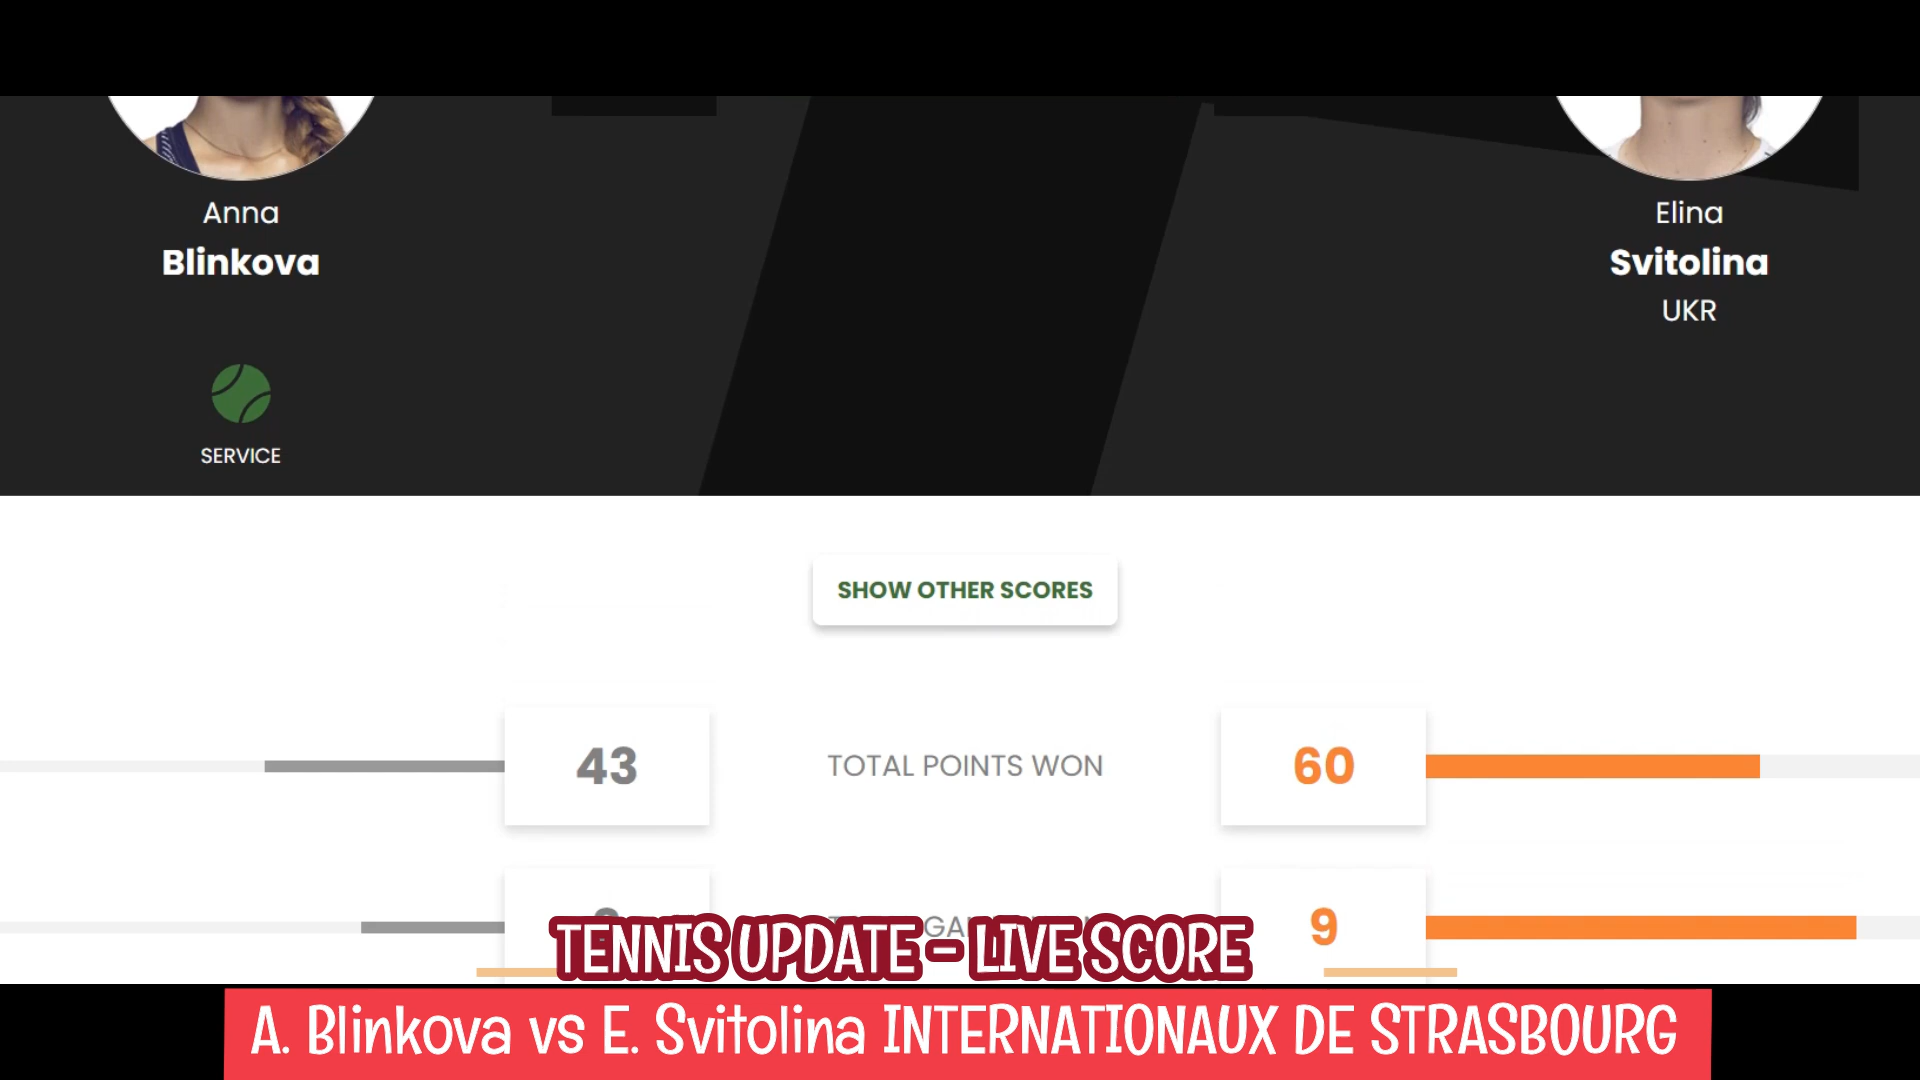 Anna
Blinkova
Elina
Svitolina
UKR
SERVICE
SHOW OTHER SCORES
43
TOTAL POINTS WON
60
9
TENNIS UPDATE - LIVE SCORE
A. Blinkova vs E. Svitolina INTERNATIONAUX DE STRASBOURG